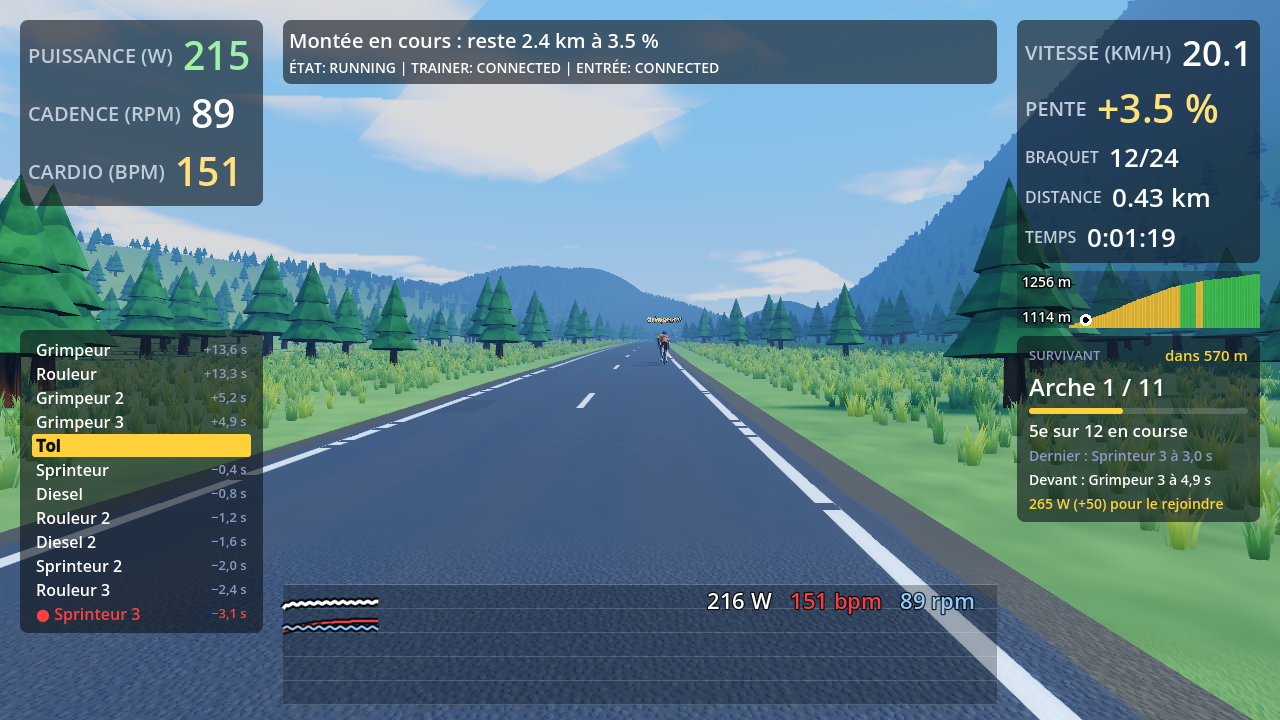 PUISSANCE (W) 215
CADENCE (RPM) 89
CARDIO (BPM) 151
Montée en cours : reste 2.4 km à 3.5 %
ÉTAT: RUNNING | TRAINER: CONNECTED | ENTRÉE: CONNECTED
VITESSE (KM/H) 20.1
PENTE +3.5 %
BRAQUET 12/24
DISTANCE 0.43 km
TEMPS 0:01:19
1256 m
1114 m
SURVIVANT dans 570 m
Arche 1 / 11
5e sur 12 en course
Dernier : Sprinteur 3 à 3,0 s
Devant : Grimpeur 3 à 4,9 s
265 W (+50) pour le rejoindre
Grimpeur +13,6 s
Rouleur +13,3 s
Grimpeur 2 +5,2 s
Grimpeur 3 +4,9 s
Toi
Sprinteur −0,4 s
Diesel −0,8 s
Rouleur 2 −1,2 s
Diesel 2 −1,6 s
Sprinteur 2 −2,0 s
Rouleur 3 −2,4 s
Sprinteur 3 −3,1 s
216 W 151 bpm 89 rpm